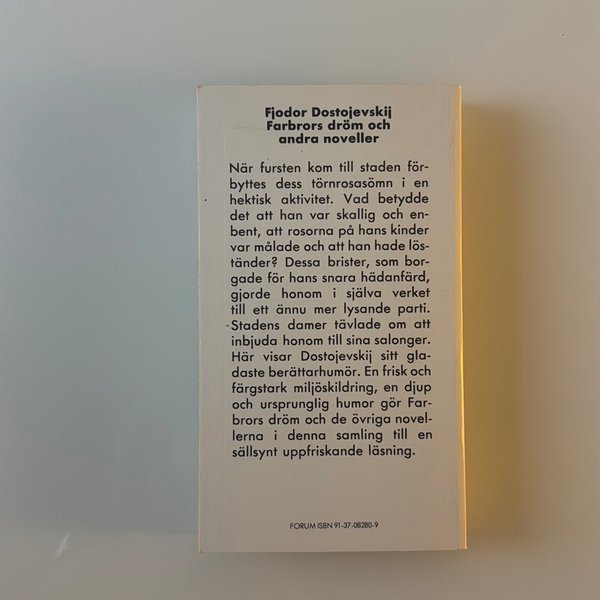 Fjodor Dostojevskij
Farbrors dröm och
andra noveller
När fursten kom till staden för-
byttes dess törnrosasömn i en
hektisk aktivitet. Vad betydde
det att han var skallig och en-
bent, att rosorna på hans kinder
var målade och att han hade lös-
tänder? Dessa brister, som bor-
gade för hans snara hädanfärd,
gjorde honom i själva verket
till ett ännu mer lysande parti.
Stadens damer tävlade om att
inbjuda honom till sina salonger.
Här visar Dostojevskij sitt gla-
daste berättarhumör. En frisk och
färgstark miljöskildring, en djup
och ursprunglig humor gör Far-
brors dröm och de övriga novel-
lerna i denna samling till en
sällsynt uppfriskande läsning.
FORUM ISBN 91-37-08280-9